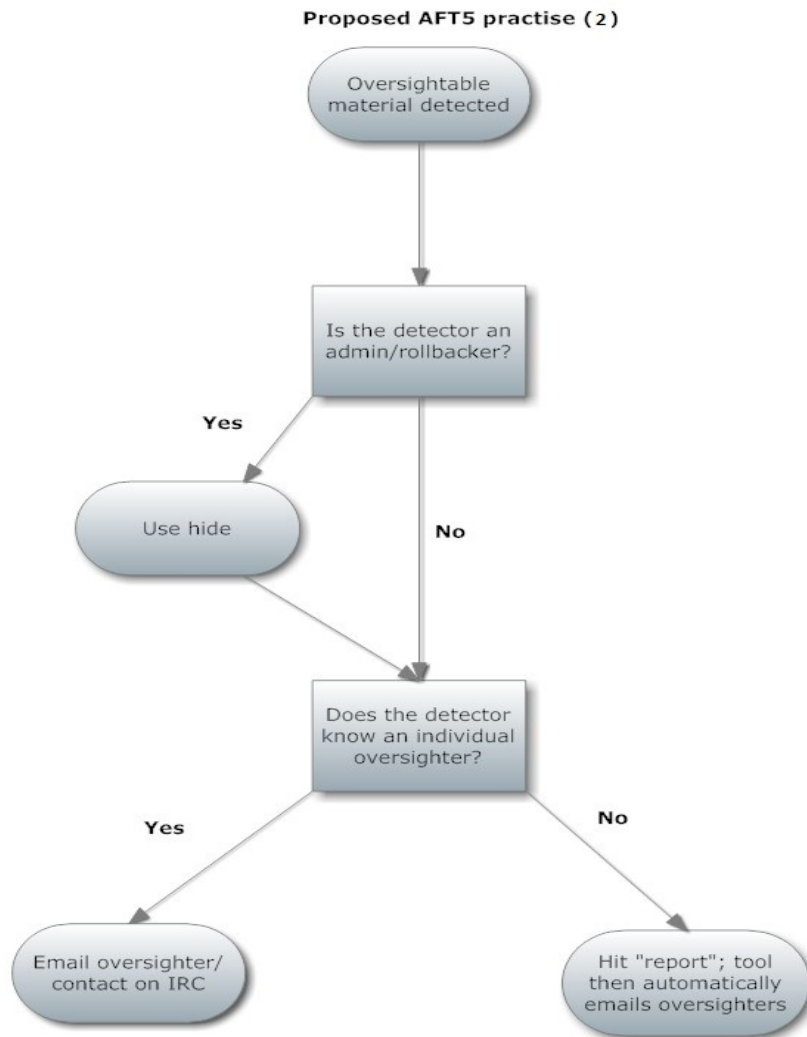 Proposed AFT5 practise (2)
Oversightable
material detected
Is the detector an
admin/rollbacker?
Yes
Use hide
No
Does the detector
know an individual
oversighter?
Yes
No
Email oversighter/
contact on IRC
Hit "report"; tool
then automatically
emails oversighters